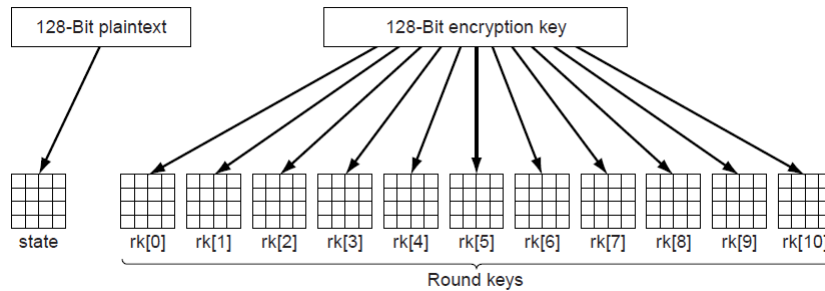 128-Bit plaintext 128-Bit encryption key
state rk[0] rk[1] rk[2] rk[3] rk[4] rk[5] rk[6] rk[7] rk[8] rk[9] rk[10]
Round keys